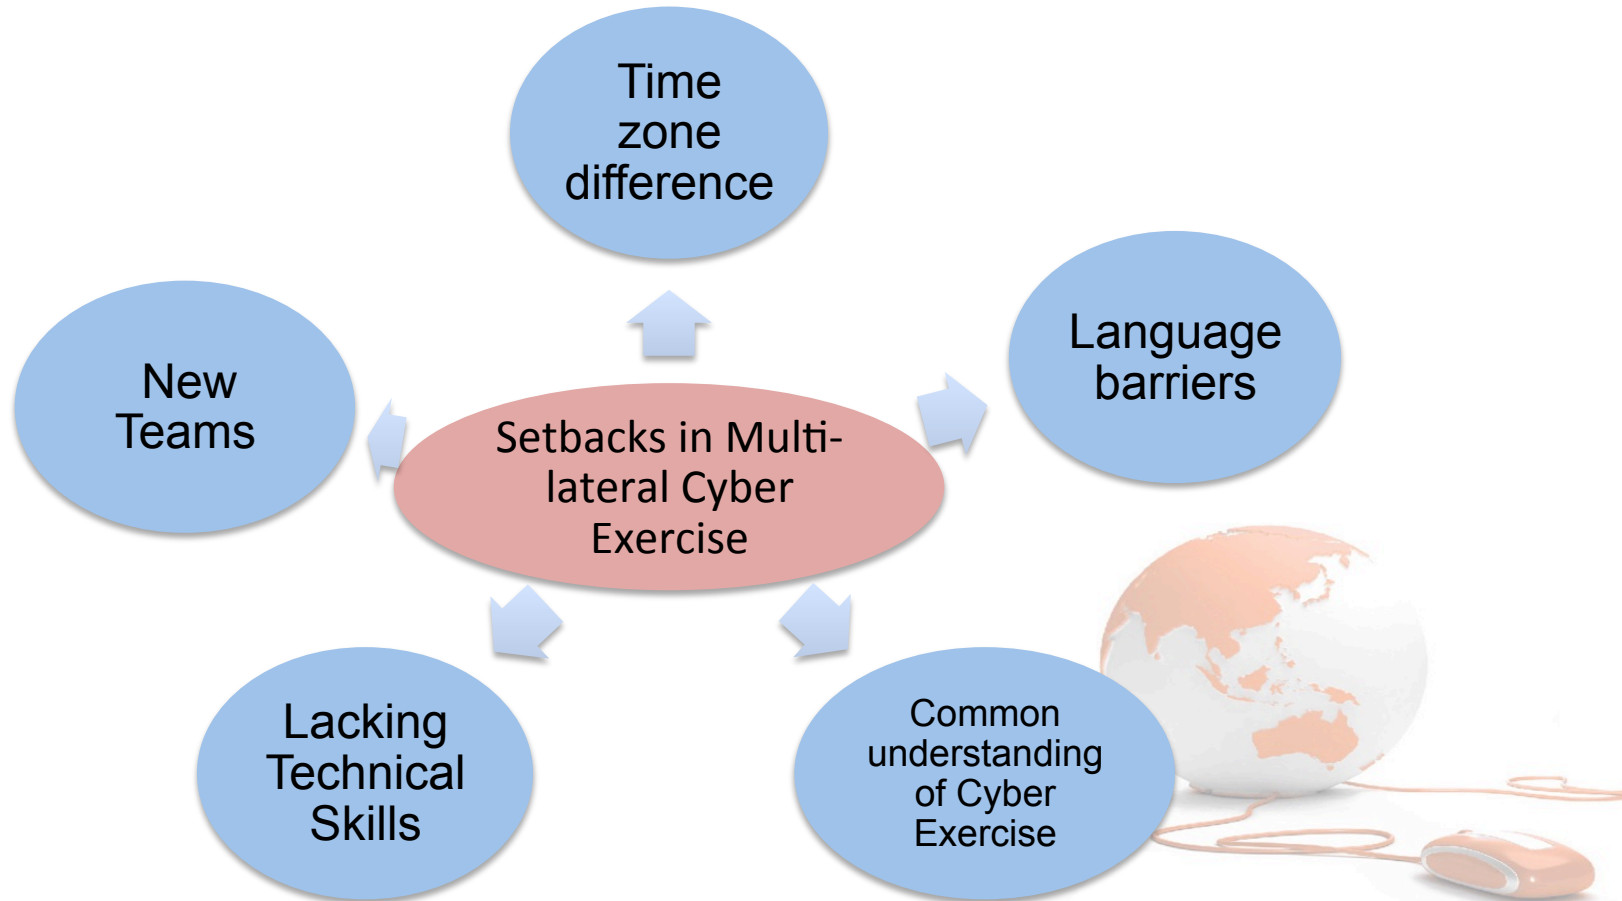 Time
zone
difference
Language
barriers
New
Teams
Setbacks in Multi-
lateral Cyber
Exercise
Lacking
Technical
Skills
Common
understanding
of Cyber
Exercise